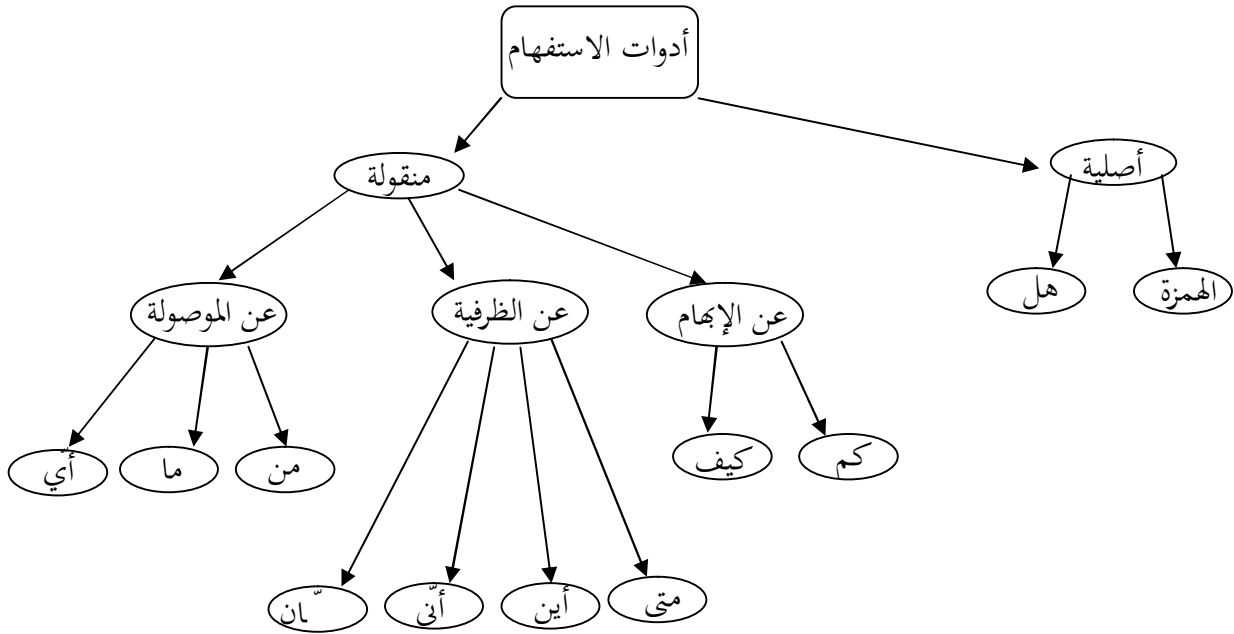 أدوات الاستفهام
أصلية
منقولة
الهمزة
هل
عن الإبهام
عن الظرفية
عن الموصولة
كم
كيف
من
ما
أي
متى
أين
أنّى
ـّان